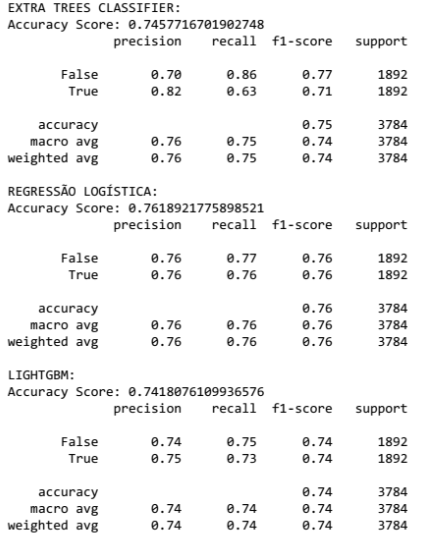 EXTRA TREES CLASSIFIER:
Accuracy Score: 0.7457716701902748
precision recall f1-score support
False 0.70 0.86 0.77 1892
True 0.82 0.63 0.71 1892
accuracy 0.75 3784
macro avg 0.76 0.75 0.74 3784
weighted avg 0.76 0.75 0.74 3784
REGRESSÃO LOGÍSTICA:
Accuracy Score: 0.7618921775898521
precision recall f1-score support
False 0.76 0.77 0.76 1892
True 0.76 0.76 0.76 1892
accuracy 0.76 3784
macro avg 0.76 0.76 0.76 3784
weighted avg 0.76 0.76 0.76 3784
LIGHTGBM:
Accuracy Score: 0.7418076109936576
precision recall f1-score support
False 0.74 0.75 0.74 1892
True 0.75 0.73 0.74 1892
accuracy 0.74 3784
macro avg 0.74 0.74 0.74 3784
weighted avg 0.74 0.74 0.74 3784